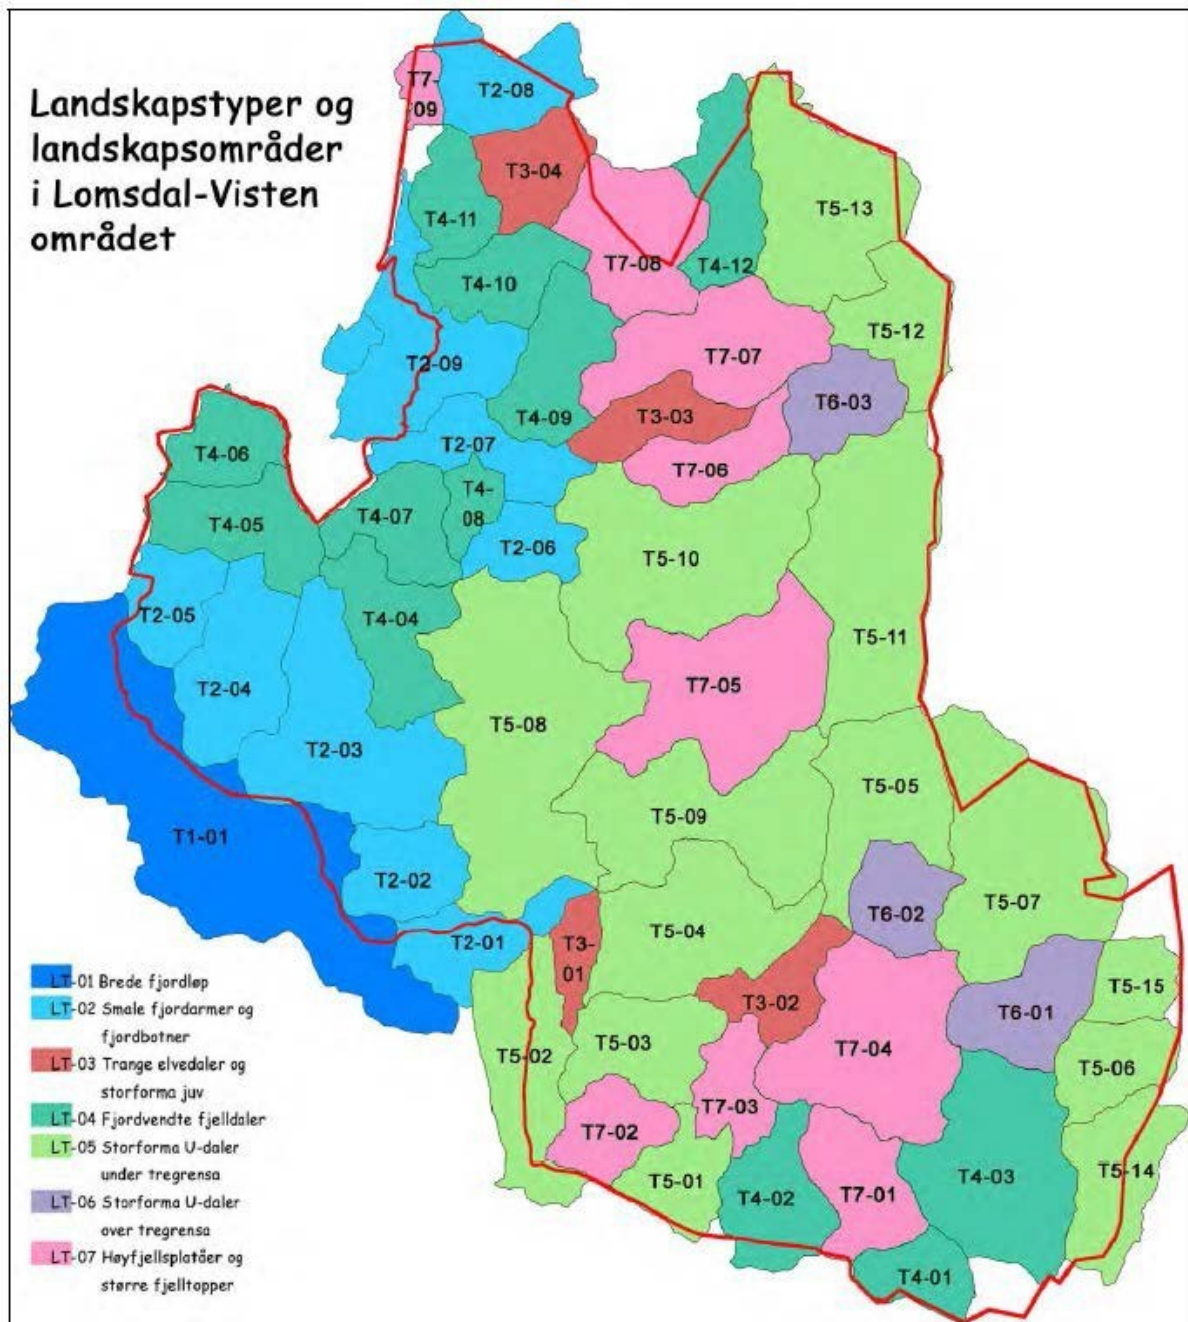 Landskapstyper og
landskapsområder
i Lomsdal-Visten
området
T7-
09
T2-08
T3-04
T4-11
T5-13
T7-08
T4-12
T4-10
T5-12
T2-09
T7-07
T6-03
T4-09
T3-03
T2-07
T4-06
T7-06
T4-
08
T4-05
T4-07
T2-06
T5-10
T2-05
T4-04
T5-11
T2-04
T7-05
T5-08
T2-03
T5-05
T5-09
T1-01
T2-02
T5-07
T6-02
T5-04
T2-01
T3-
01
T5-15
T3-02
T6-01
T5-03
T7-04
T5-02
T5-06
T7-03
T7-02
T5-14
T5-01
T4-02
T7-01
T4-03
T4-01
LT-01 Brede fjordløp
LT-02 Smale fjordarmer og
fjordbotner
LT-03 Trange elvedaler og
storforma juv
LT-04 Fjordvendte fjelldaler
LT-05 Storforma U-daler
under tregrensa
LT-06 Storforma U-daler
over tregrensa
LT-07 Høyfjellsplatåer og
større fjelltopper